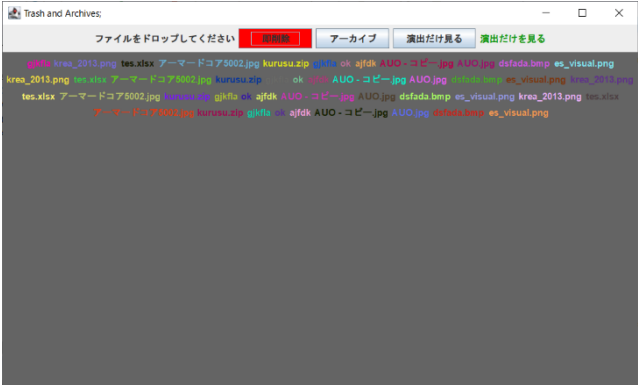 Trash and Archives;
ファイルをドロップしてください 即削除 アーカイブ 演出だけ見る 演出だけを見る
gjkfla krea_2013.png tes.xlsx アーマードコア5002.jpg kurusu.zip gjkfla ok ajfdk AUO - コピー.jpg AUO.jpg dsfada.bmp es_visual.png
krea_2013.png tes.xlsx アーマードコア5002.jpg kurusu.zip ok AUO - コピー.jpg AUO.jpg dsfada.bmp es_visual.png krea_2013.png
tes.xlsx アーマードコア5002.jpg kurusu.zip gjkfla ok ajfdk AUO - コピー.jpg AUO.jpg dsfada.bmp es_visual.png krea_2013.png tes.xlsx
アーマードコア5002.jpg kurusu.zip gjkfla ok ajfdk AUO - コピー.jpg AUO.jpg dsfada.bmp es_visual.png